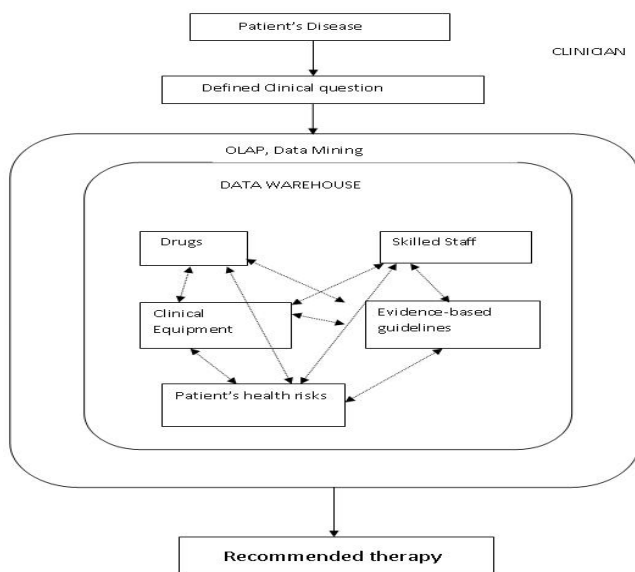 Patient's Disease
CLINICIAN
Defined Clinical question
OLAP, Data Mining
DATA WAREHOUSE
Drugs
Skilled Staff
Clinical
Equipment
Evidence-based
guidelines
Patient's health risks
Recommended therapy